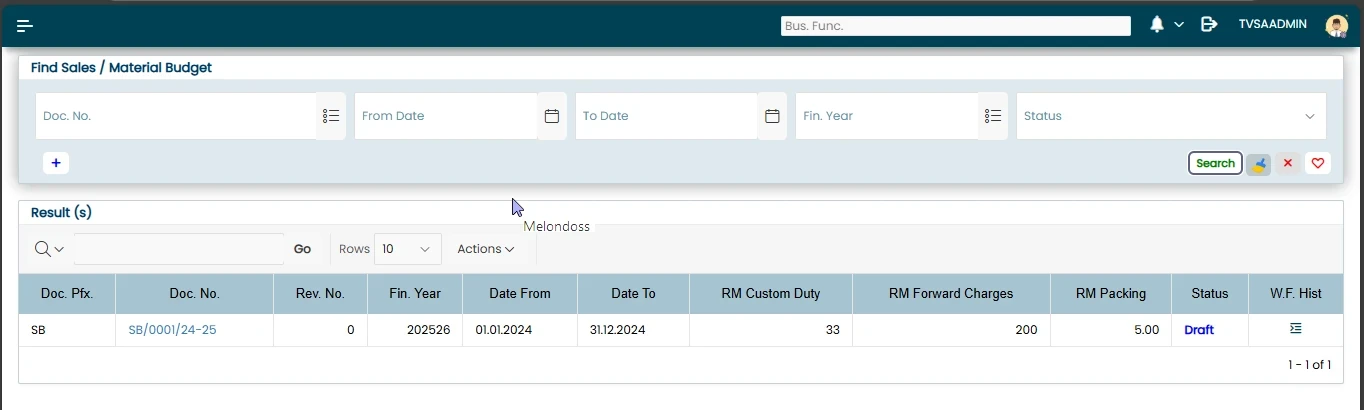 Bus. Func. TVSAADMIN
Find Sales / Material Budget
Doc. No. From Date To Date Fin. Year Status
+ Search
Result (s)
Melondoss
Go Rows 10 Actions
Doc. Pfx. Doc. No. Rev. No. Fin. Year Date From Date To RM Custom Duty RM Forward Charges RM Packing Status W.F. Hist
SB SB/0001/24-25 0 202526 01.01.2024 31.12.2024 33 200 5.00 Draft
1 - 1 of 1